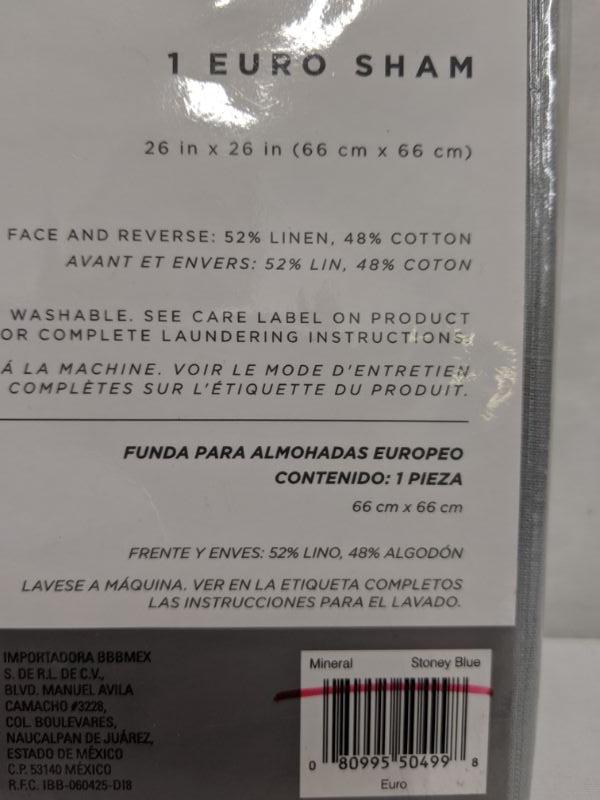 1 EURO SHAM
26 in x 26 in (66 cm x 66 cm)
FACE AND REVERSE: 52% LINEN, 48% COTTON
AVANT ET ENVERS: 52% LIN, 48% COTON
WASHABLE. SEE CARE LABEL ON PRODUCT
OR COMPLETE LAUNDERING INSTRUCTIONS.
Á LA MACHINE. VOIR LE MODE D'ENTRETIEN
COMPLÈTES SUR L'ÉTIQUETTE DU PRODUIT.
FUNDA PARA ALMOHADAS EUROPEO
CONTENIDO: 1 PIEZA
66 cm x 66 cm
FRENTE Y ENVES: 52% LINO, 48% ALGODÓN
LAVESE A MÁQUINA. VER EN LA ETIQUETA COMPLETOS
LAS INSTRUCCIONES PARA EL LAVADO.
IMPORTADORA BBBMEX
S. DE R.L. DE C.V.,
BLVD. MANUEL AVILA
CAMACHO #3228,
COL. BOULEVARES,
NAUCALPAN DE JUÁREZ,
ESTADO DE MÉXICO
C.P. 53140 MÉXICO
R.F.C. IBB-060425-D18
Mineral Stoney Blue
0 80995 50499 8
Euro